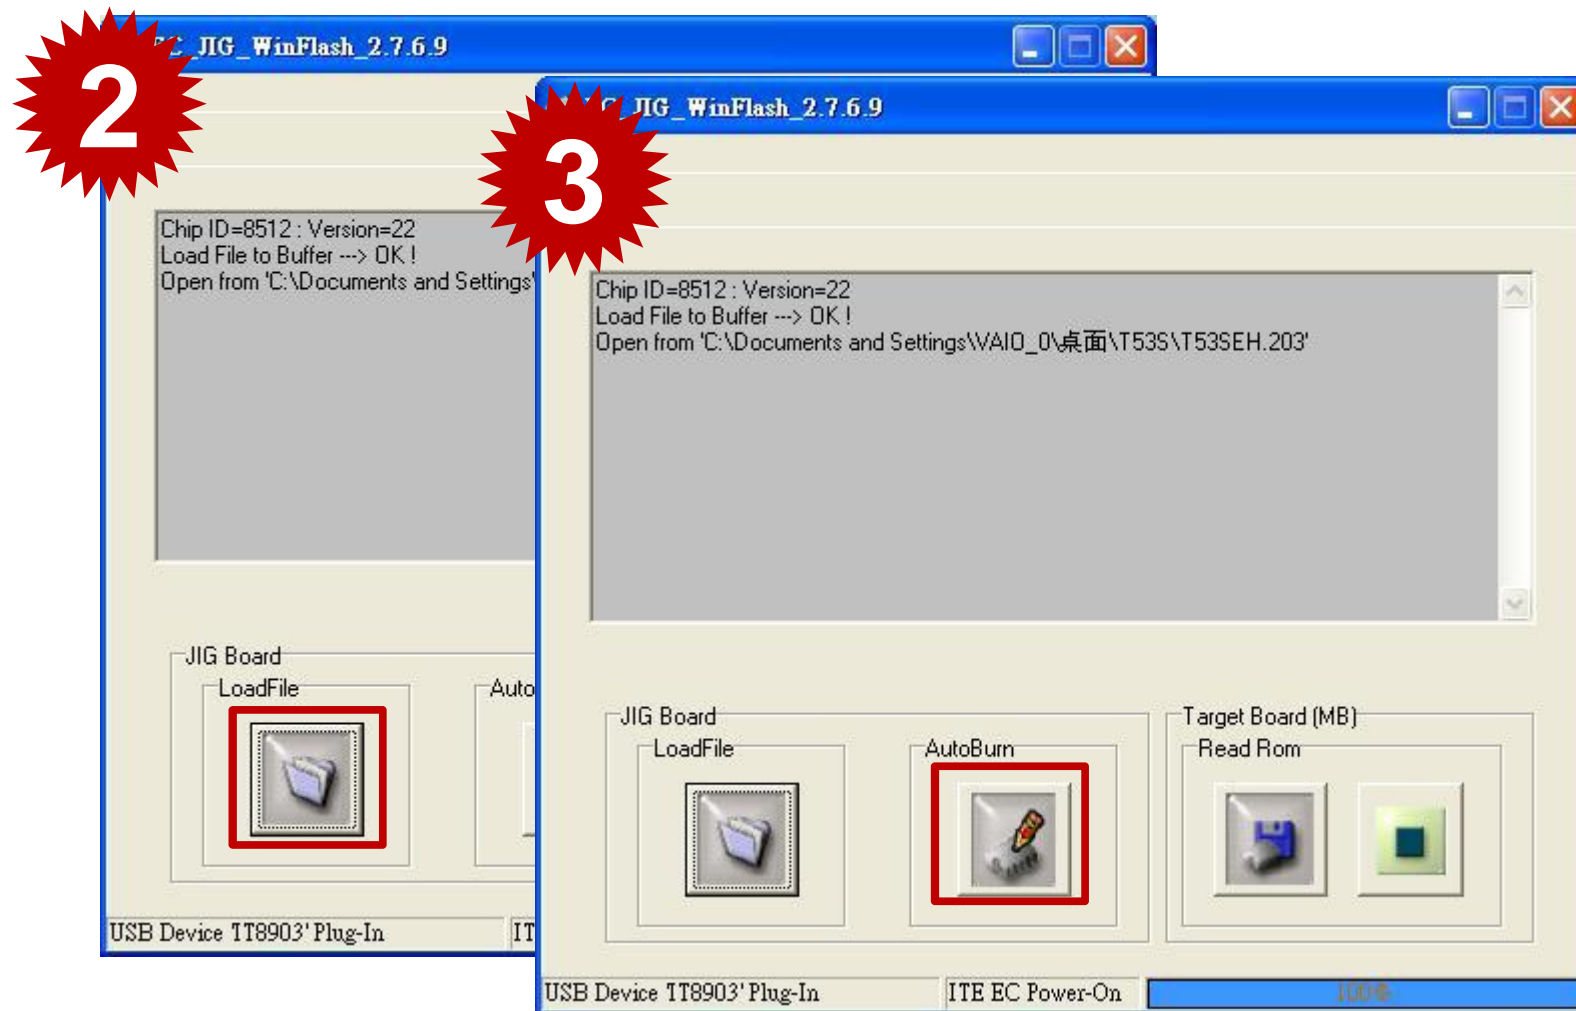 2
JIG_WinFlash_2.7.6.9
Chip ID=8512 : Version=22
Load File to Buffer ---> OK !
Open from 'C:\Documents and Settings'
JIG Board
LoadFile
Auto
USB Device 'IT8903' Plug-In
IT
3
JIG_WinFlash_2.7.6.9
Chip ID=8512 : Version=22
Load File to Buffer ---> OK !
Open from 'C:\Documents and Settings\VAIO_0\桌面\T53S\T53SEH.203'
JIG Board
LoadFile
AutoBurn
Target Board (MB)
Read Rom
USB Device 'IT8903' Plug-In
ITE EC Power-On
100%